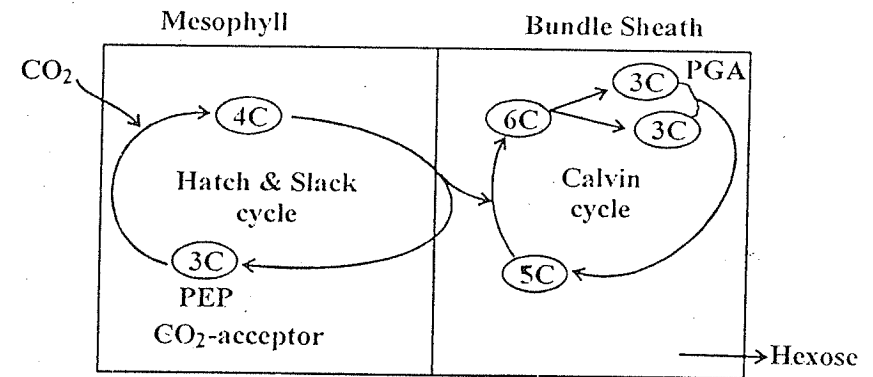 Mesophyll
Bundle Sheath
CO₂
4C
Hatch & Slack
cycle
3C
PEP
CO₂-acceptor
6C
3C
PGA
3C
Calvin
cycle
5C
Hexose